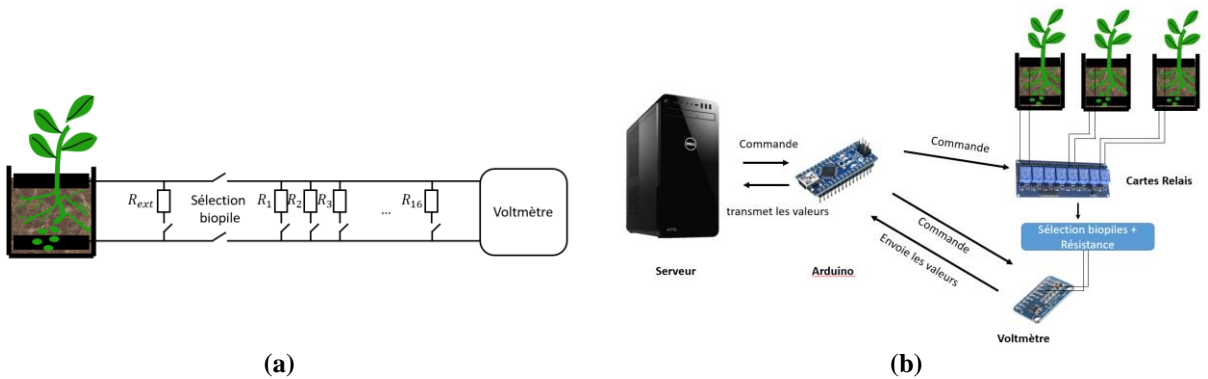 R_ext
Sélection
biopile
R_1
R_2
R_3
...
R_16
Voltmètre
(a)
Commande
transmet les valeurs
Serveur
DELL
Arduino
Commande
Commande
Envoie les valeurs
Cartes Relais
Sélection biopiles +
Résistance
Voltmètre
(b)